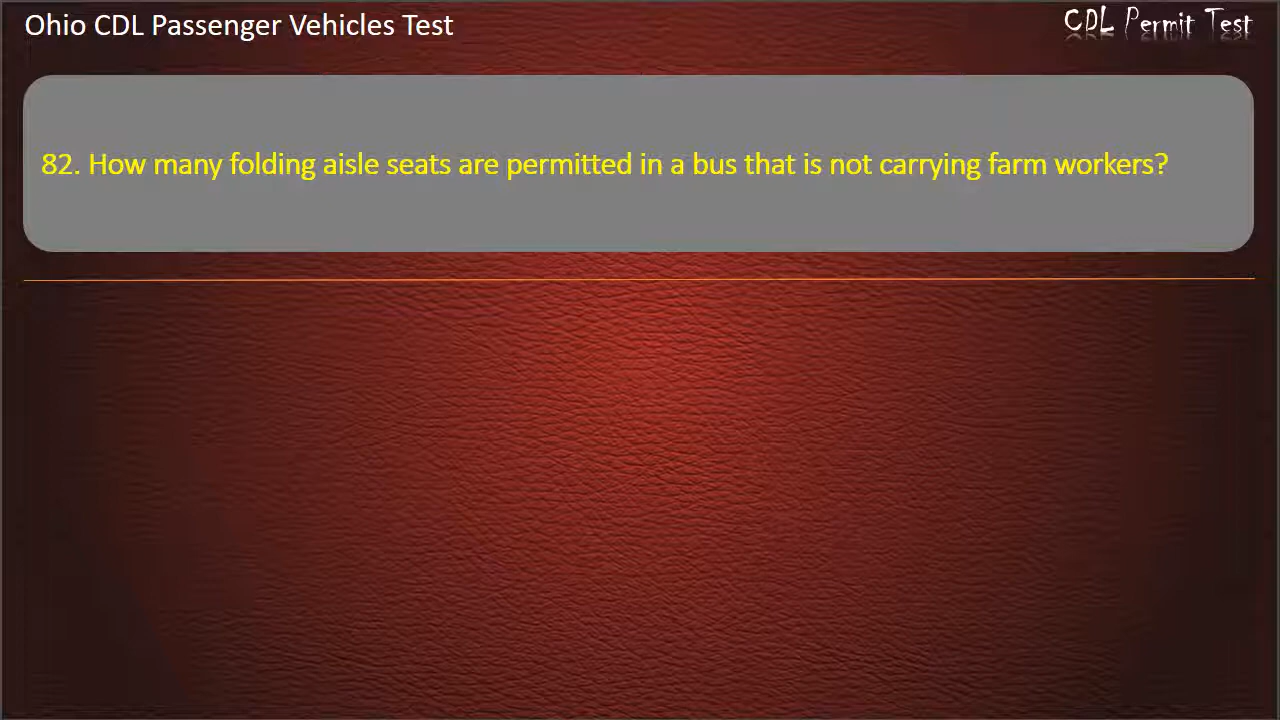 Ohio CDL Passenger Vehicles Test
CDL Permit Test
82. How many folding aisle seats are permitted in a bus that is not carrying farm workers?